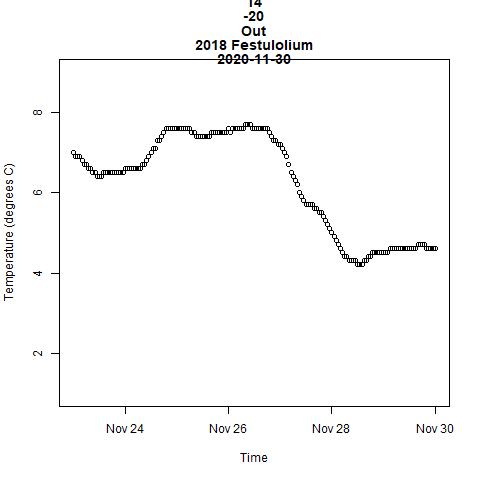 14
-20
Out
2018 Festulolium
2020-11-30
Temperature (degrees C)
8
6
4
2
Nov 24
Nov 26
Nov 28
Nov 30
Time